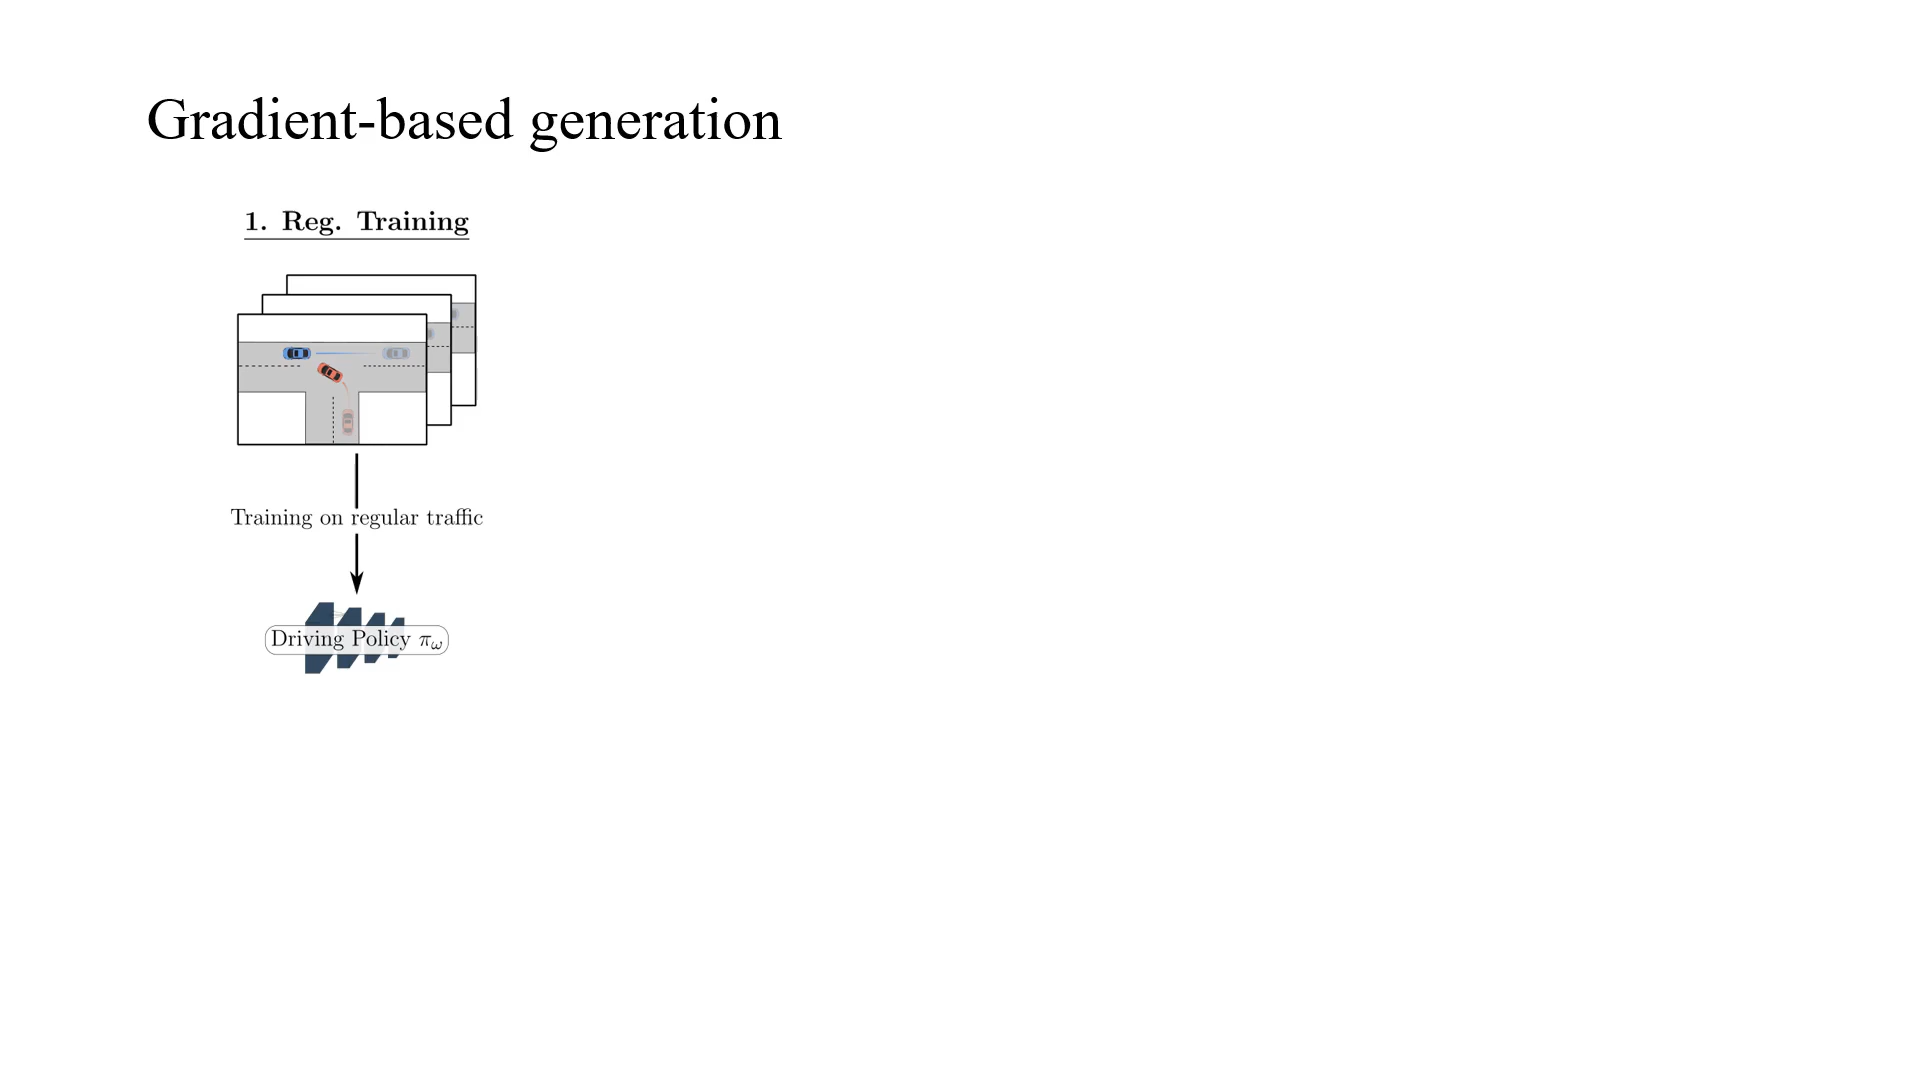 Gradient-based generation
1. Reg. Training
Training on regular traffic
Driving Policy π_ω